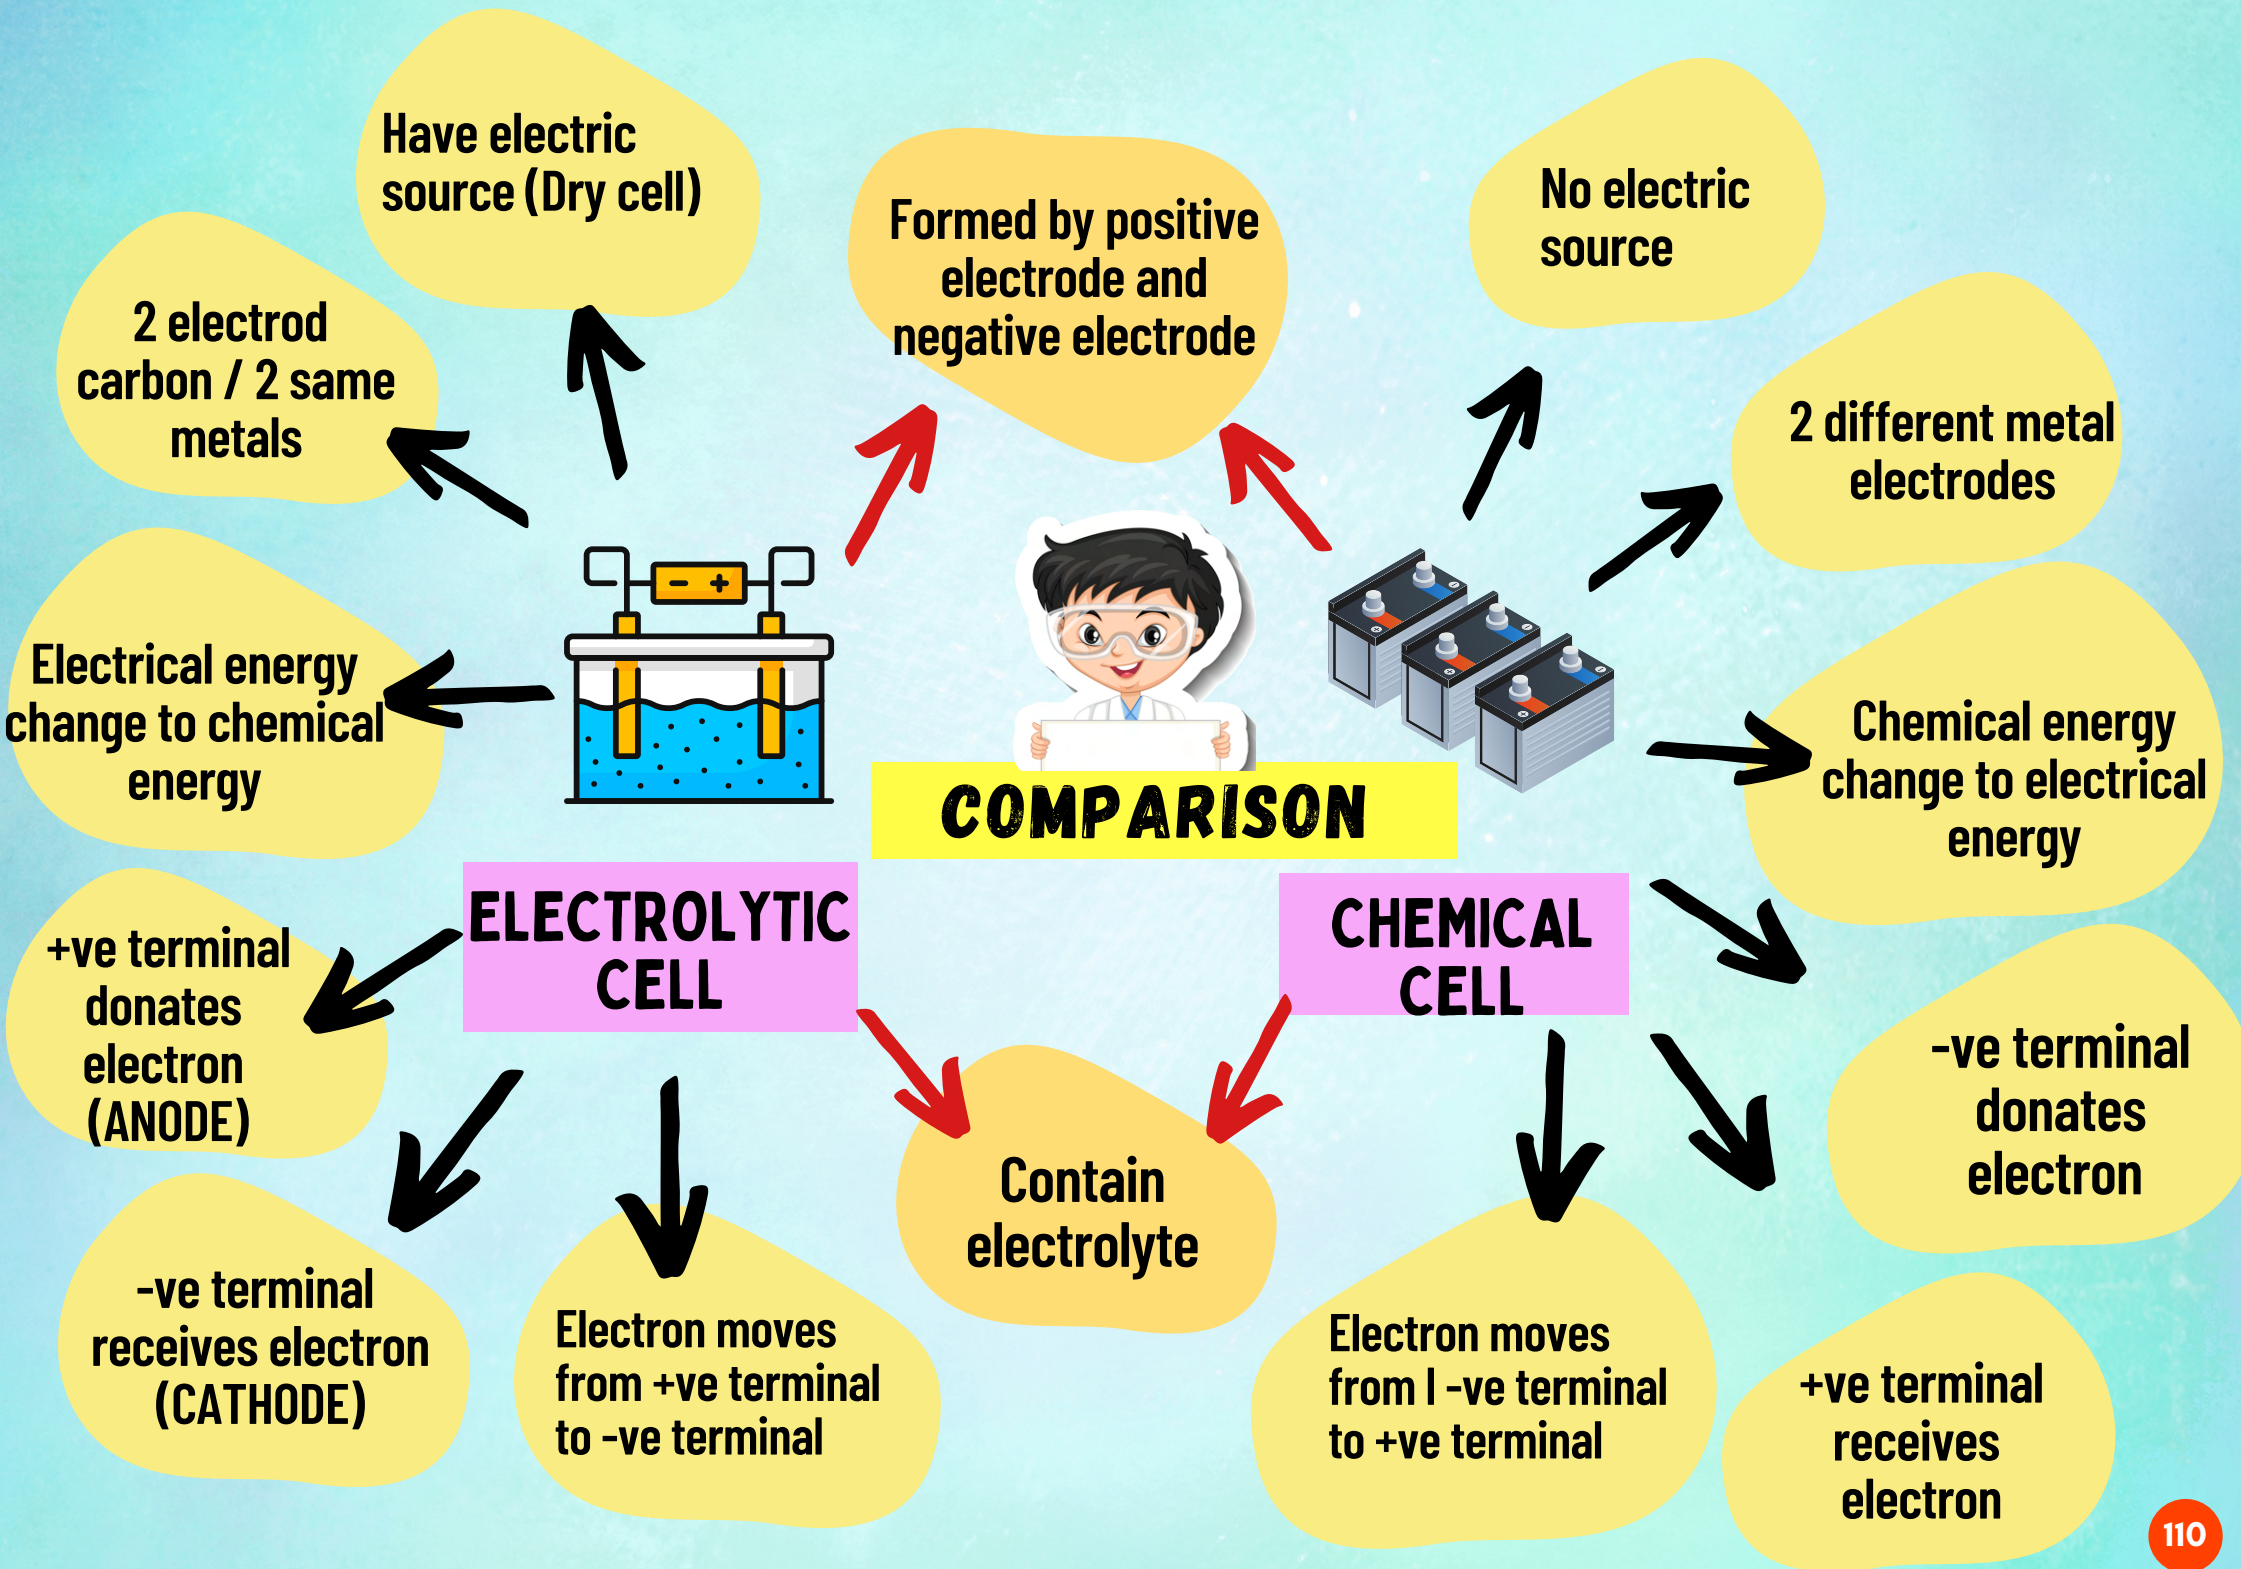 Have electric
source (Dry cell)
Formed by positive
electrode and
negative electrode
No electric
source
2 electrod
carbon / 2 same
metals
2 different metal
electrodes
Electrical energy
change to chemical
energy
- +
Chemical energy
change to electrical
energy
COMPARISON
ELECTROLYTIC
CELL
CHEMICAL
CELL
+ve terminal
donates
electron
(ANODE)
-ve terminal
donates
electron
-ve terminal
receives electron
(CATHODE)
Electron moves
from +ve terminal
to -ve terminal
Contain
electrolyte
Electron moves
from I -ve terminal
to +ve terminal
+ve terminal
receives
electron
110